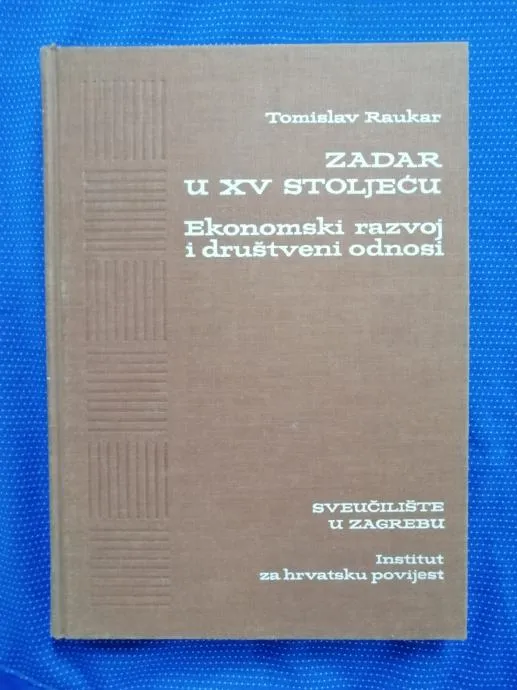 Tomislav Raukar
ZADAR
U XV STOLJEĆU
Ekonomski razvoj
i društveni odnosi
SVEUČILIŠTE
U ZAGREBU
Institut
za hrvatsku povijest